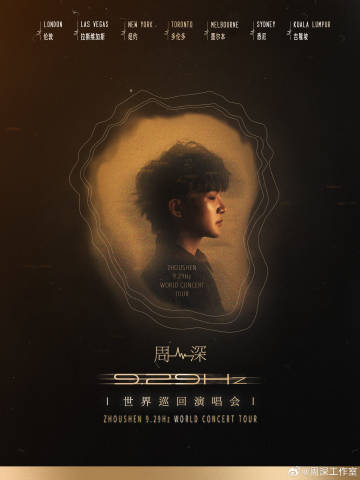 LONDON LAS VEGAS NEW YORK TORONTO MELBOURNE SYDNEY KUALA LUMPUR
伦敦 拉斯维加斯 纽约 多伦多 墨尔本 悉尼 吉隆坡
ZHOUSHEN
9.29Hz
WORLD CONCERT
TOUR
周深
9.29Hz
世界巡回演唱会
ZHOUSHEN 9.29Hz WORLD CONCERT TOUR
@周深工作室